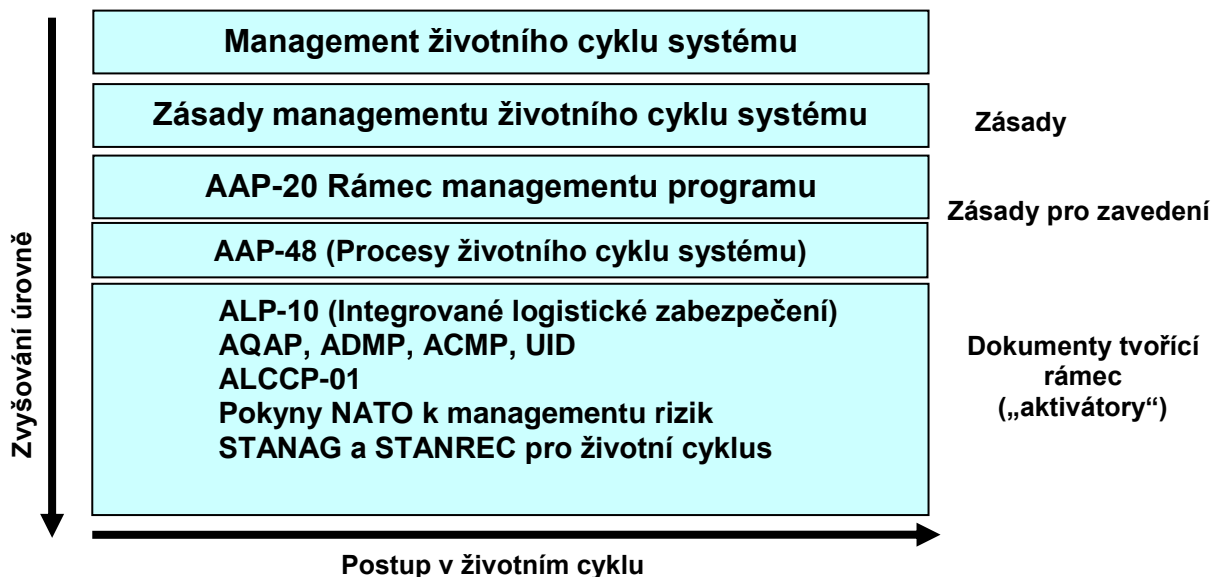 Management životního cyklu systému
Zásady managementu životního cyklu systému
Zásady
AAP-20 Rámec managementu programu
Zásady pro zavedení
AAP-48 (Procesy životního cyklu systému)
ALP-10 (Integrované logistické zabezpečení)
AQAP, ADMP, ACMP, UID
ALCCP-01
Pokyny NATO k managementu rizik
STANAG a STANREC pro životní cyklus
Dokumenty tvořící
rámec
(„aktivátory“)
Zvyšování úrovně
Postup v životním cyklu